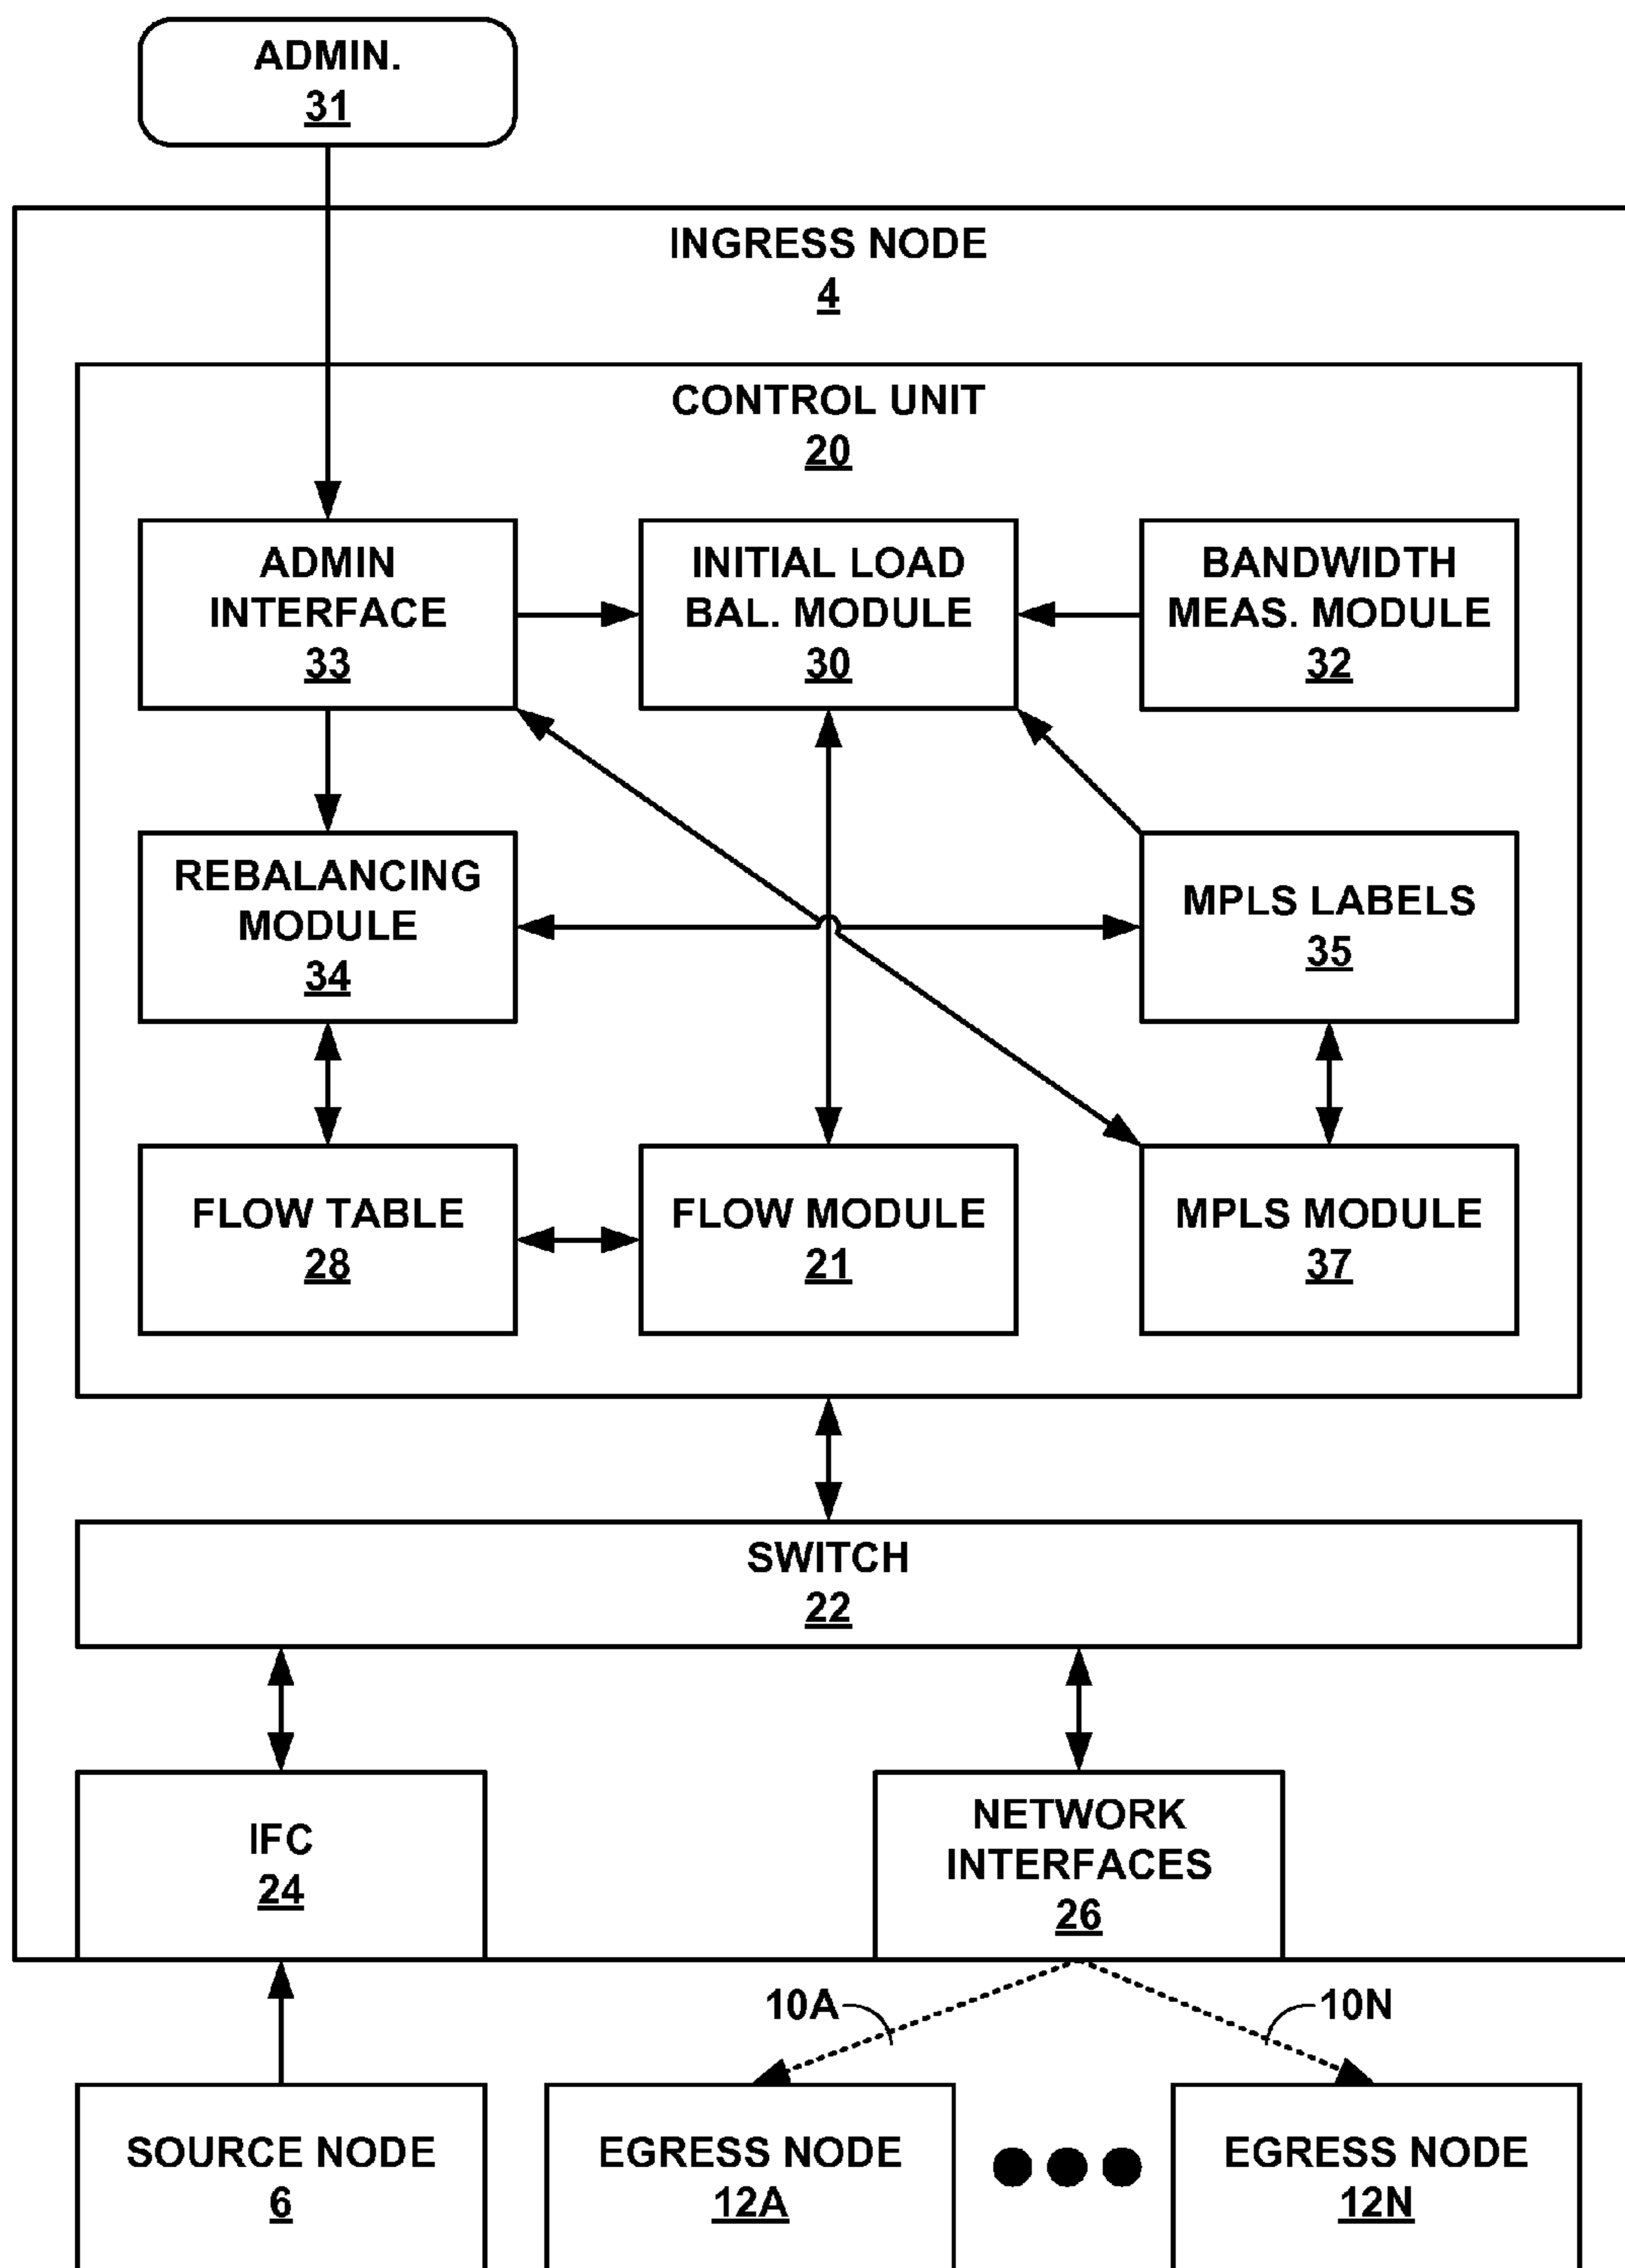 ADMIN.
31
INGRESS NODE
4
CONTROL UNIT
20
ADMIN
INTERFACE
33
INITIAL LOAD
BAL. MODULE
30
BANDWIDTH
MEAS. MODULE
32
REBALANCING
MODULE
34
MPLS LABELS
35
FLOW TABLE
28
FLOW MODULE
21
MPLS MODULE
37
SWITCH
22
IFC
24
NETWORK
INTERFACES
26
10A
10N
SOURCE NODE
6
EGRESS NODE
12A
EGRESS NODE
12N